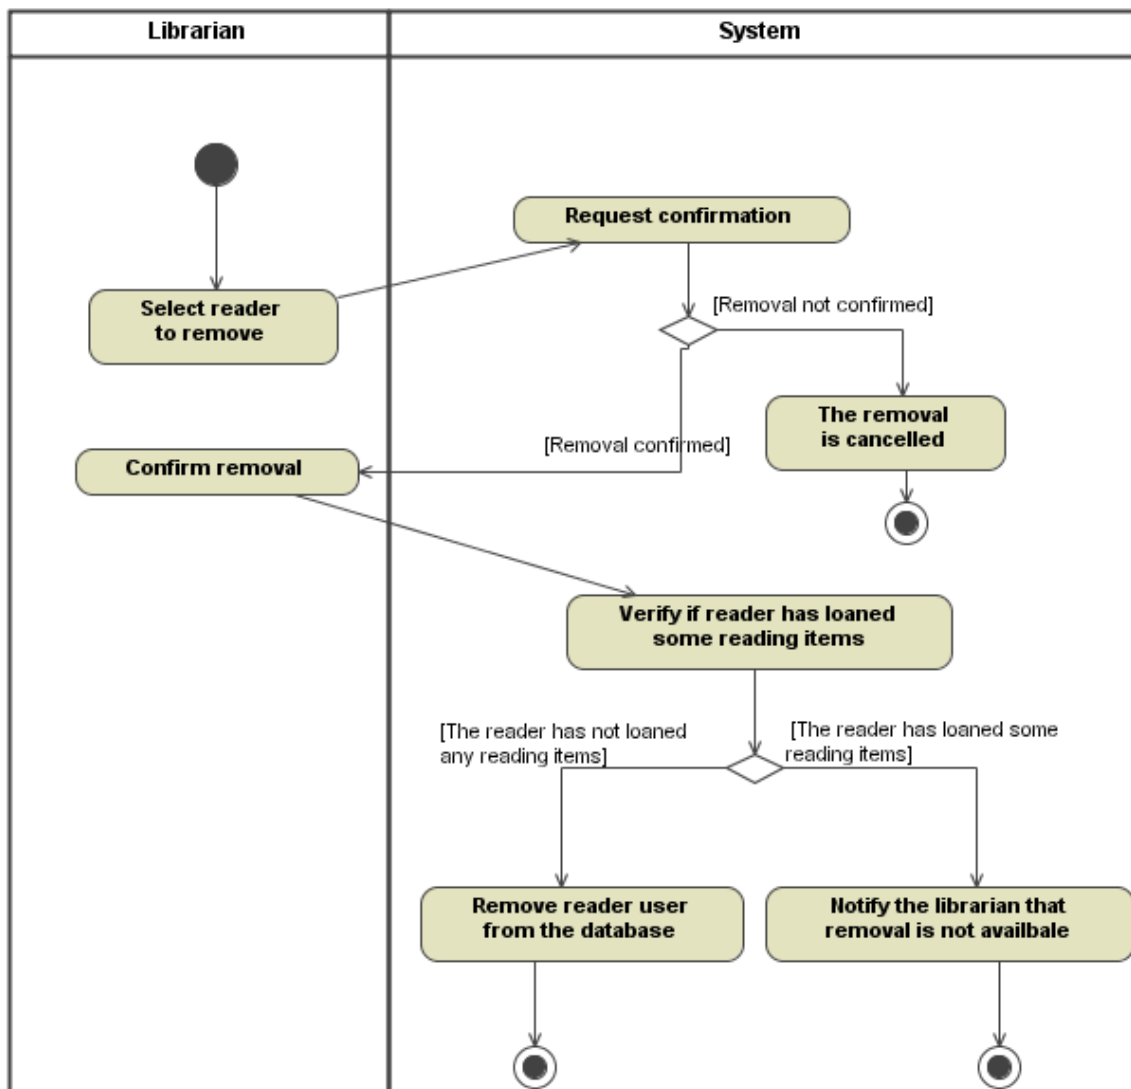 Librarian
System
Request confirmation
Select reader
to remove
[Removal not confirmed]
The removal
is cancelled
[Removal confirmed]
Confirm removal
Verify if reader has loaned
some reading items
[The reader has not loaned
any reading items]
[The reader has loaned some
reading items]
Remove reader user
from the database
Notify the librarian that
removal is not availbale